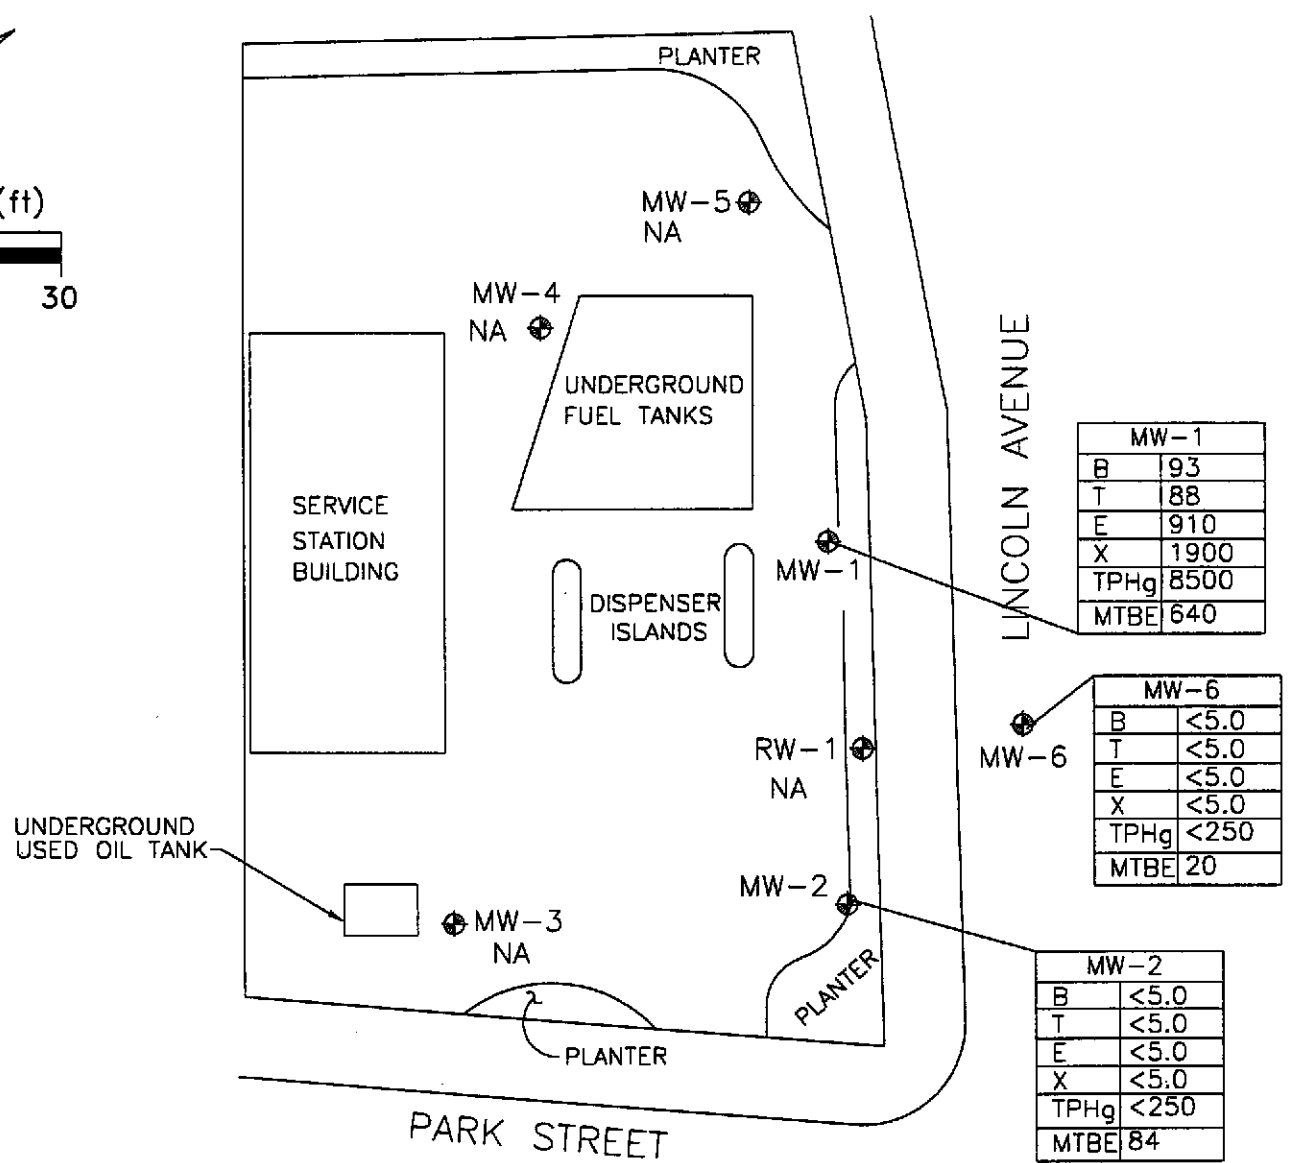 PLANTER
(ft)
30
MW-5
NA
MW-4
NA
UNDERGROUND
FUEL TANKS
SERVICE
STATION
BUILDING
DISPENSER
ISLANDS
MW-1
LINCOLN AVENUE
MW-1
B 93
T 88
E 910
X 1900
TPHg 8500
MTBE 640
MW-6
MW-6
B <5.0
T <5.0
E <5.0
X <5.0
TPHg <250
MTBE 20
RW-1
NA
UNDERGROUND
USED OIL TANK
MW-3
NA
MW-2
PLANTER
PLANTER
MW-2
B <5.0
T <5.0
E <5.0
X <5.0
TPHg <250
MTBE 84
PARK STREET